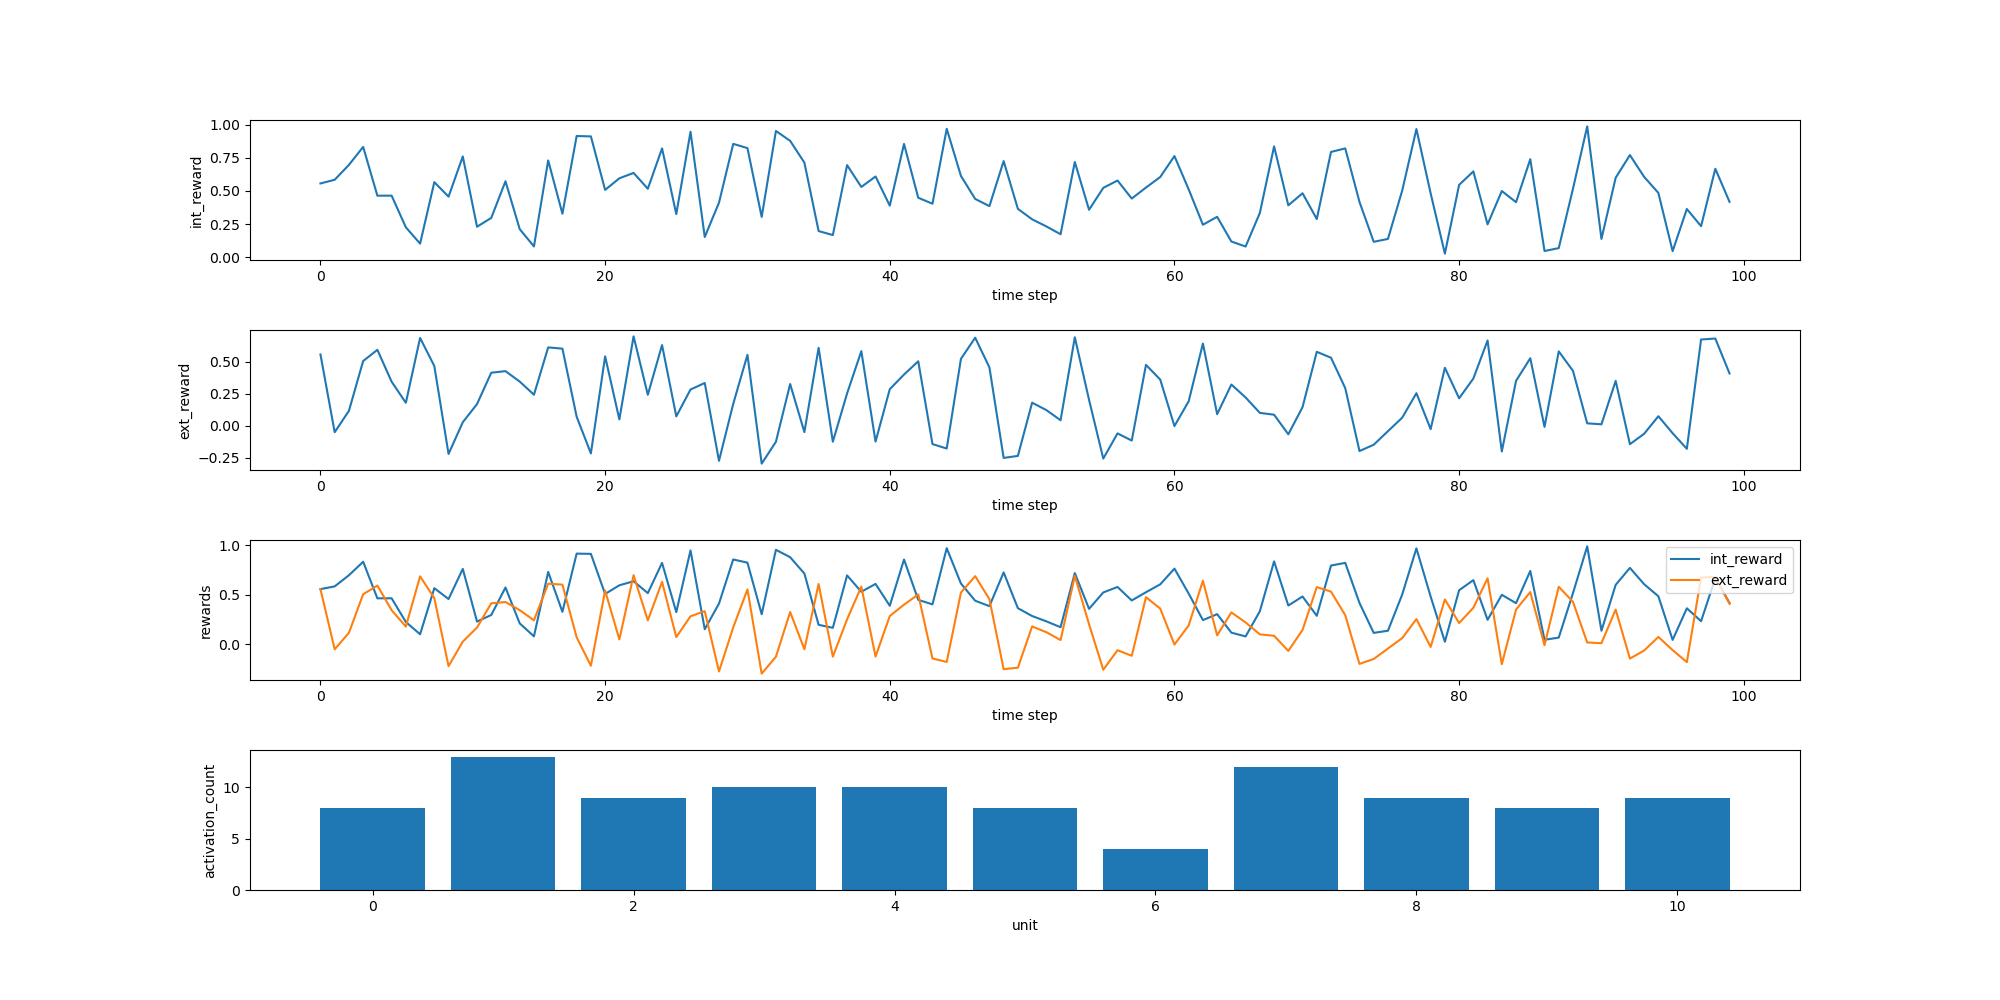 1.00
0.75
0.50
0.25
0.00
int_reward
0 20 40 60 80 100
time step
0.50
0.25
0.00
−0.25
ext_reward
0 20 40 60 80 100
time step
1.0
0.5
0.0
rewards
int_reward
ext_reward
0 20 40 60 80 100
time step
10
5
0
activation_count
0 2 4 6 8 10
unit